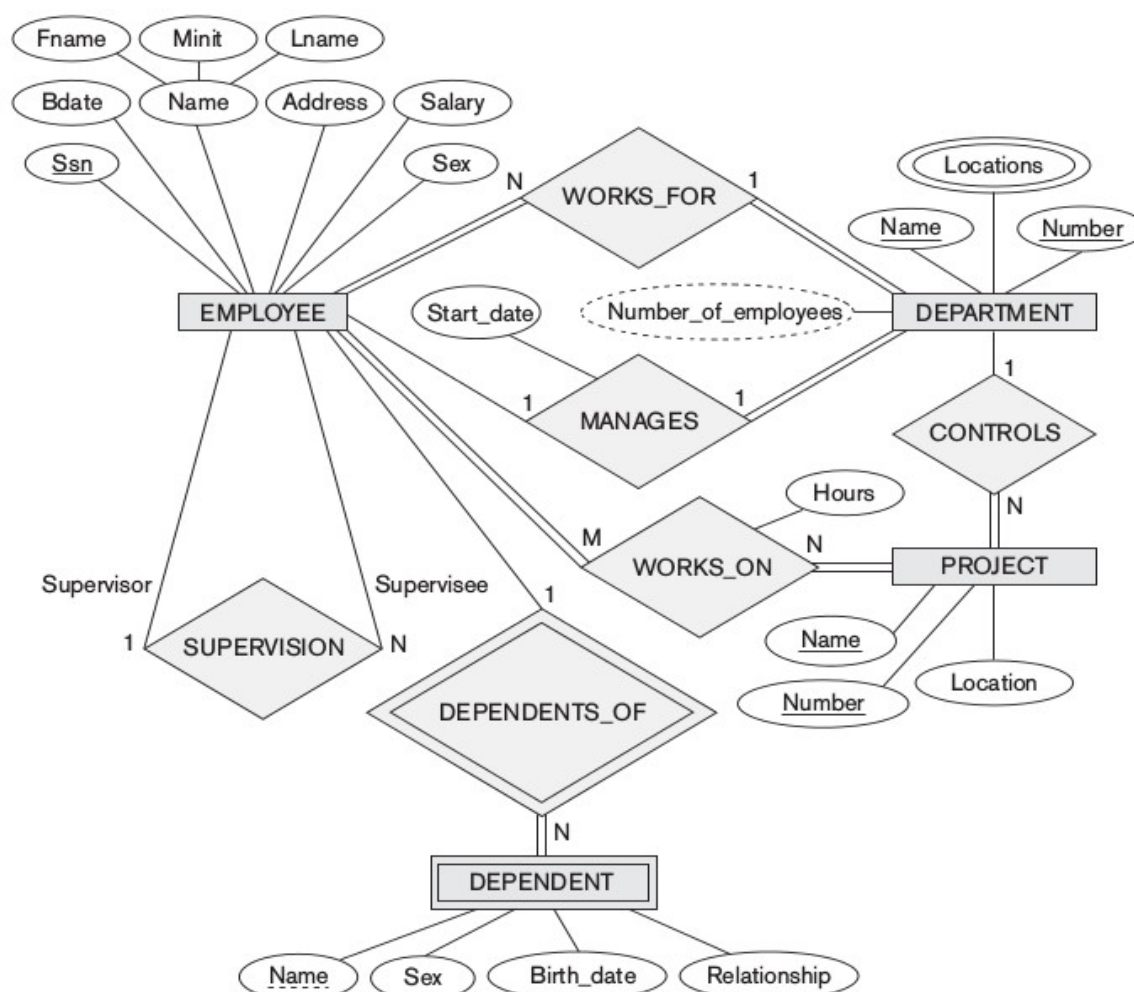 Fname Minit Lname
Bdate Name Address Salary
Ssn Sex
N WORKS_FOR 1
Locations
Name Number
EMPLOYEE Start_date Number_of_employees DEPARTMENT
1 MANAGES 1
1
CONTROLS
N
Hours
M WORKS_ON N PROJECT
Supervisor Supervisee
1 SUPERVISION N
1
Name
Number Location
DEPENDENTS_OF
N
DEPENDENT
Name Sex Birth_date Relationship